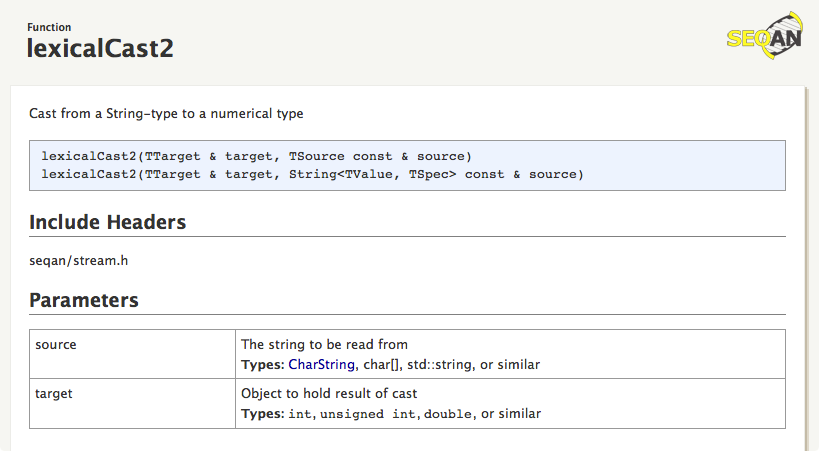 Function
lexicalCast2
SEQAN
Cast from a String-type to a numerical type
lexicalCast2(TTarget & target, TSource const & source)
lexicalCast2(TTarget & target, String<TValue, TSpec> const & source)
Include Headers
seqan/stream.h
Parameters
source
The string to be read from
Types: CharString, char[], std::string, or similar
target
Object to hold result of cast
Types: int, unsigned int, double, or similar